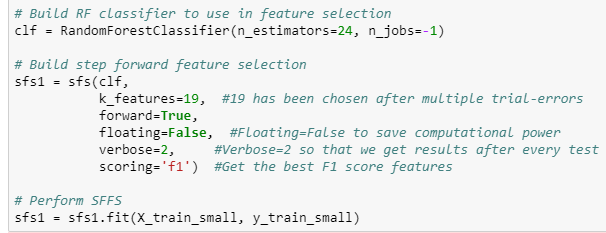 # Build RF classifier to use in feature selection
clf = RandomForestClassifier(n_estimators=24, n_jobs=-1)
# Build step forward feature selection
sfs1 = sfs(clf,
k_features=19,  #19 has been chosen after multiple trial-errors
forward=True,
floating=False,  #Floating=False to save computational power
verbose=2,     #Verbose=2 so that we get results after every test
scoring='f1')  #Get the best F1 score features
# Perform SFFS
sfs1 = sfs1.fit(X_train_small, y_train_small)